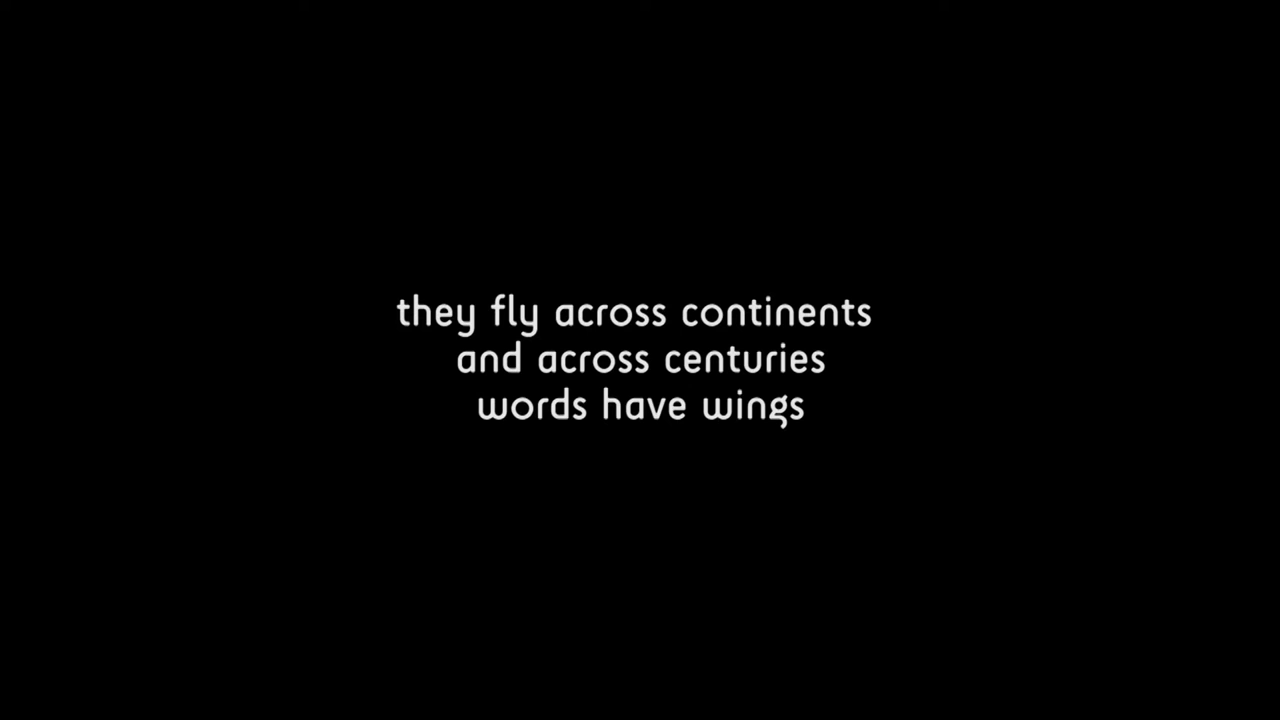 they fly across continents
and across centuries
words have wings